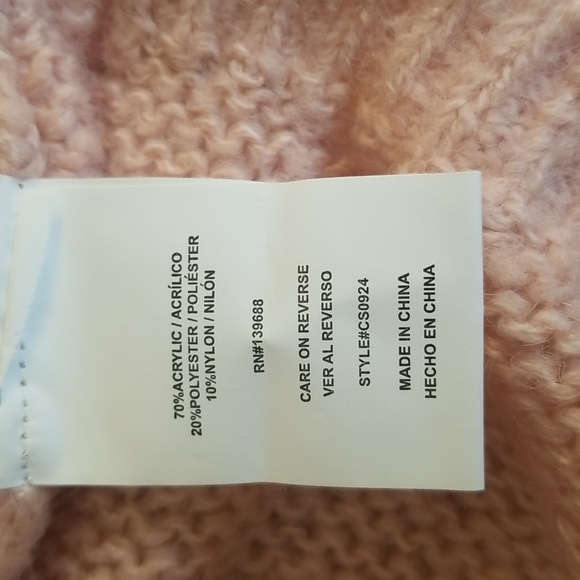 70%ACRYLIC / ACRÍLICO
20%POLYESTER / POLIÉSTER
10%NYLON / NILÓN
RN#139688
CARE ON REVERSE
VER AL REVERSO
STYLE#CS0924
MADE IN CHINA
HECHO EN CHINA